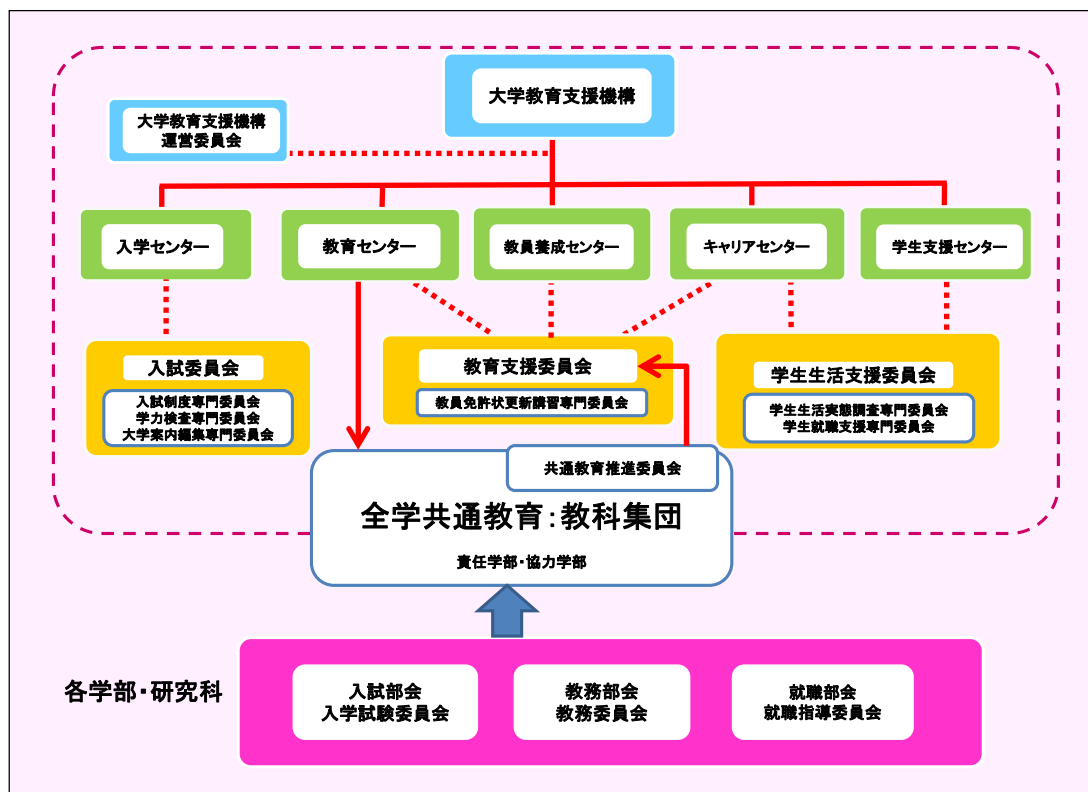 大学教育支援機構
大学教育支援機構
運営委員会
入学センター
教育センター
教員養成センター
キャリアセンター
学生支援センター
入試委員会
入試制度専門委員会
学力検査専門委員会
大学案内編集専門委員会
教育支援委員会
教員免許状更新講習専門委員会
学生生活支援委員会
学生生活実態調査専門委員会
学生就職支援専門委員会
共通教育推進委員会
全学共通教育:教科集団
責任学部・協力学部
各学部・研究科
入試部会
入学試験委員会
教務部会
教務委員会
就職部会
就職指導委員会